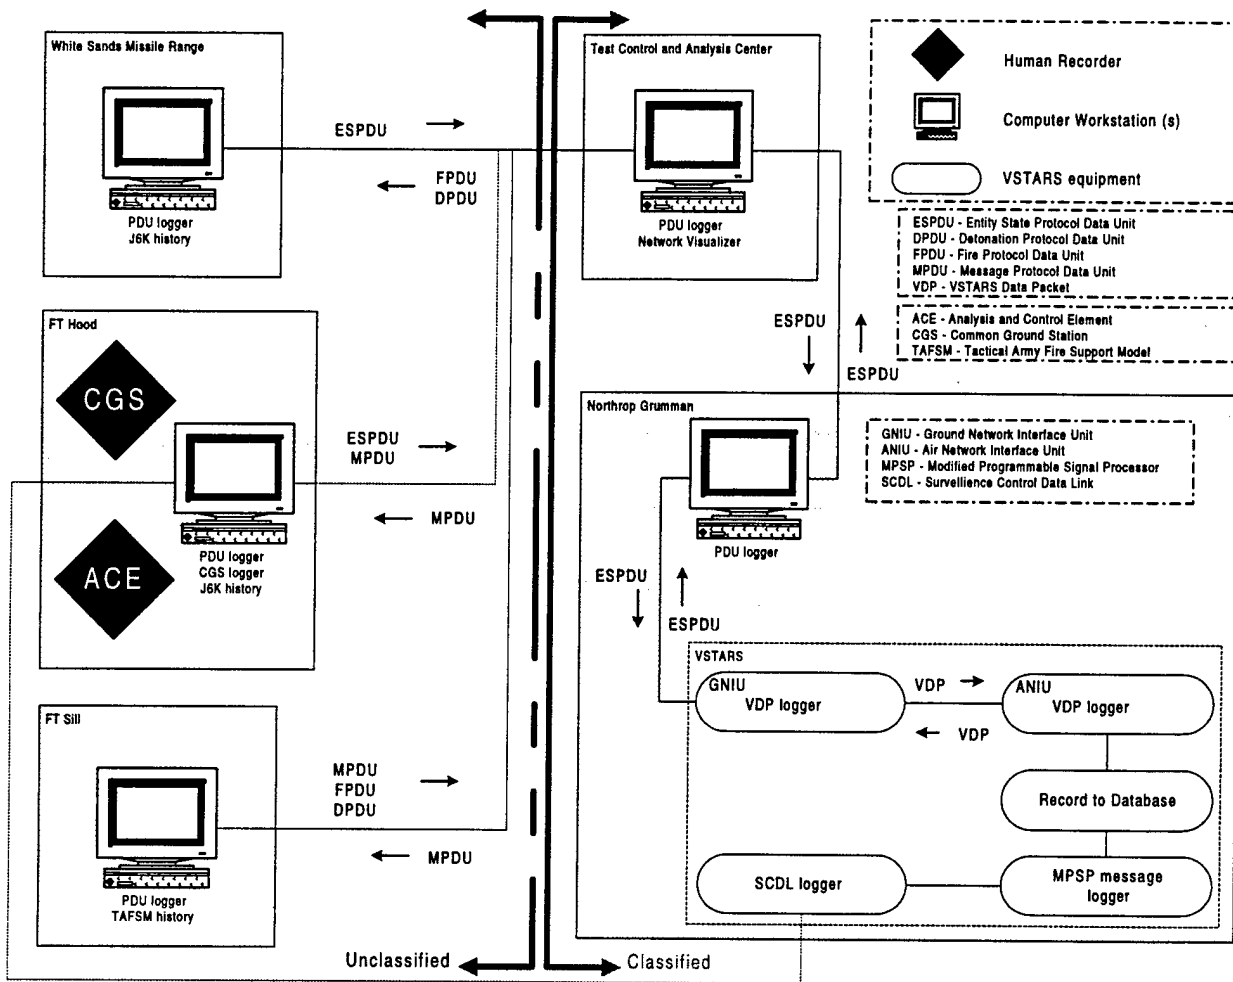 White Sands Missile Range
ESPDU
FPDU
DPDU
PDU logger
J6K history
Test Control and Analysis Center
PDU logger
Network Visualizer
Human Recorder
Computer Workstation (s)
VSTARS equipment
ESPDU - Entity State Protocol Data Unit
DPDU - Detonation Protocol Data Unit
FPDU - Fire Protocol Data Unit
MPDU - Message Protocol Data Unit
VDP - VSTARS Data Packet
ACE - Analysis and Control Element
CGS - Common Ground Station
TAFSM - Tactical Army Fire Support Model
FT Hood
CGS
ACE
ESPDU
MPDU
MPDU
PDU logger
CGS logger
J6K history
ESPDU
ESPDU
Northrop Grumman
GNIU - Ground Network Interface Unit
ANIU - Air Network Interface Unit
MPSP - Modified Programmable Signal Processor
SCDL - Survellience Control Data Link
PDU logger
ESPDU
ESPDU
VSTARS
GNIU
VDP logger
VDP
VDP
ANIU
VDP logger
Record to Database
MPSP message
logger
SCDL logger
FT Sill
MPDU
FPDU
DPDU
MPDU
PDU logger
TAFSM history
Unclassified
Classified